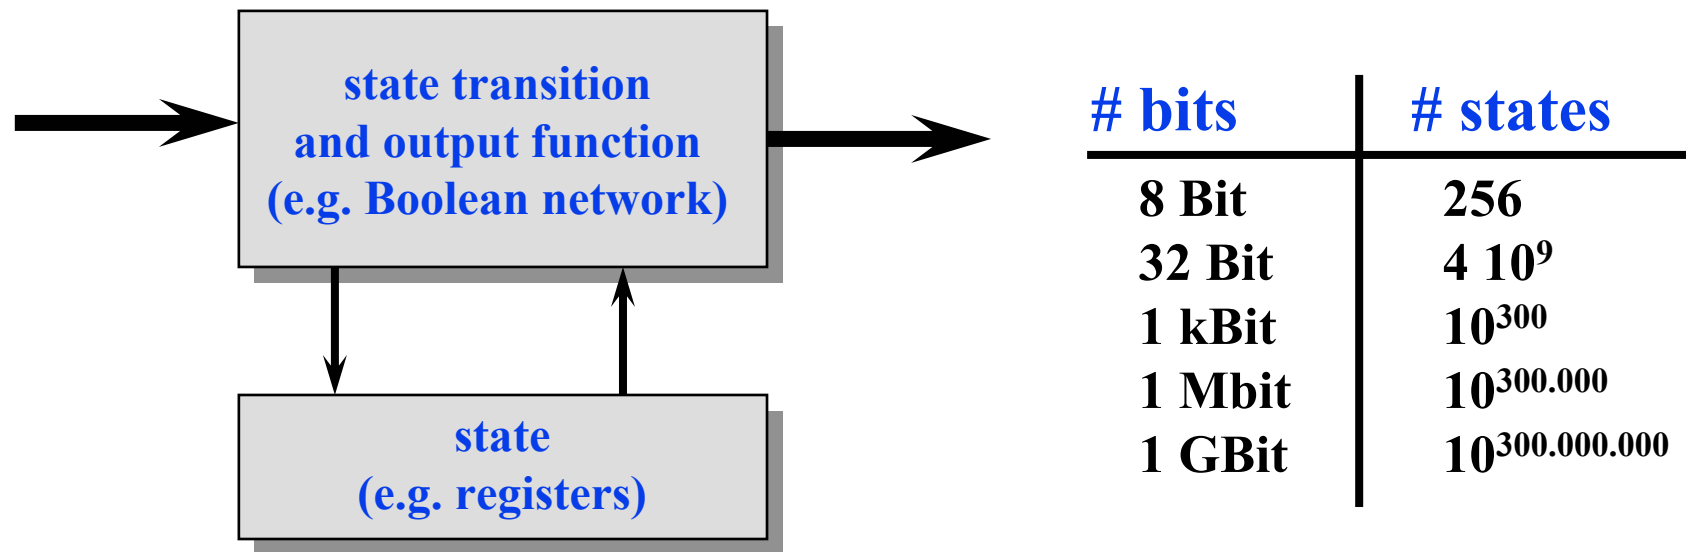 state transition
and output function
(e.g. Boolean network)
state
(e.g. registers)
# bits # states
8 Bit 256
32 Bit 4 10⁹
1 kBit 10³⁰⁰
1 Mbit 10³⁰⁰·⁰⁰⁰
1 GBit 10³⁰⁰·⁰⁰⁰·⁰⁰⁰